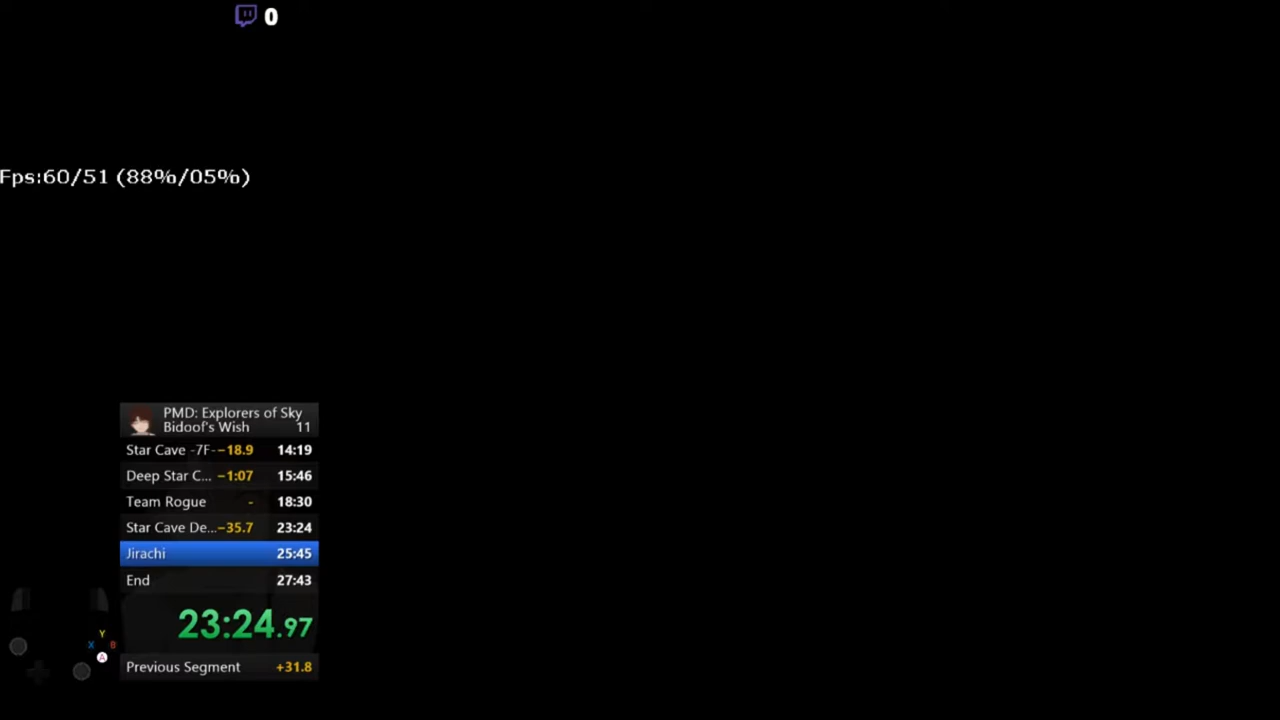 0
Fps:60/51 (88%/05%)
PMD: Explorers of Sky
Bidoof's Wish 11
Star Cave -7F- −18.9 14:19
Deep Star C... −1:07 15:46
Team Rogue - 18:30
Star Cave De... −35.7 23:24
Jirachi 25:45
End 27:43
23:24.97
Y
X B
A
Previous Segment +31.8